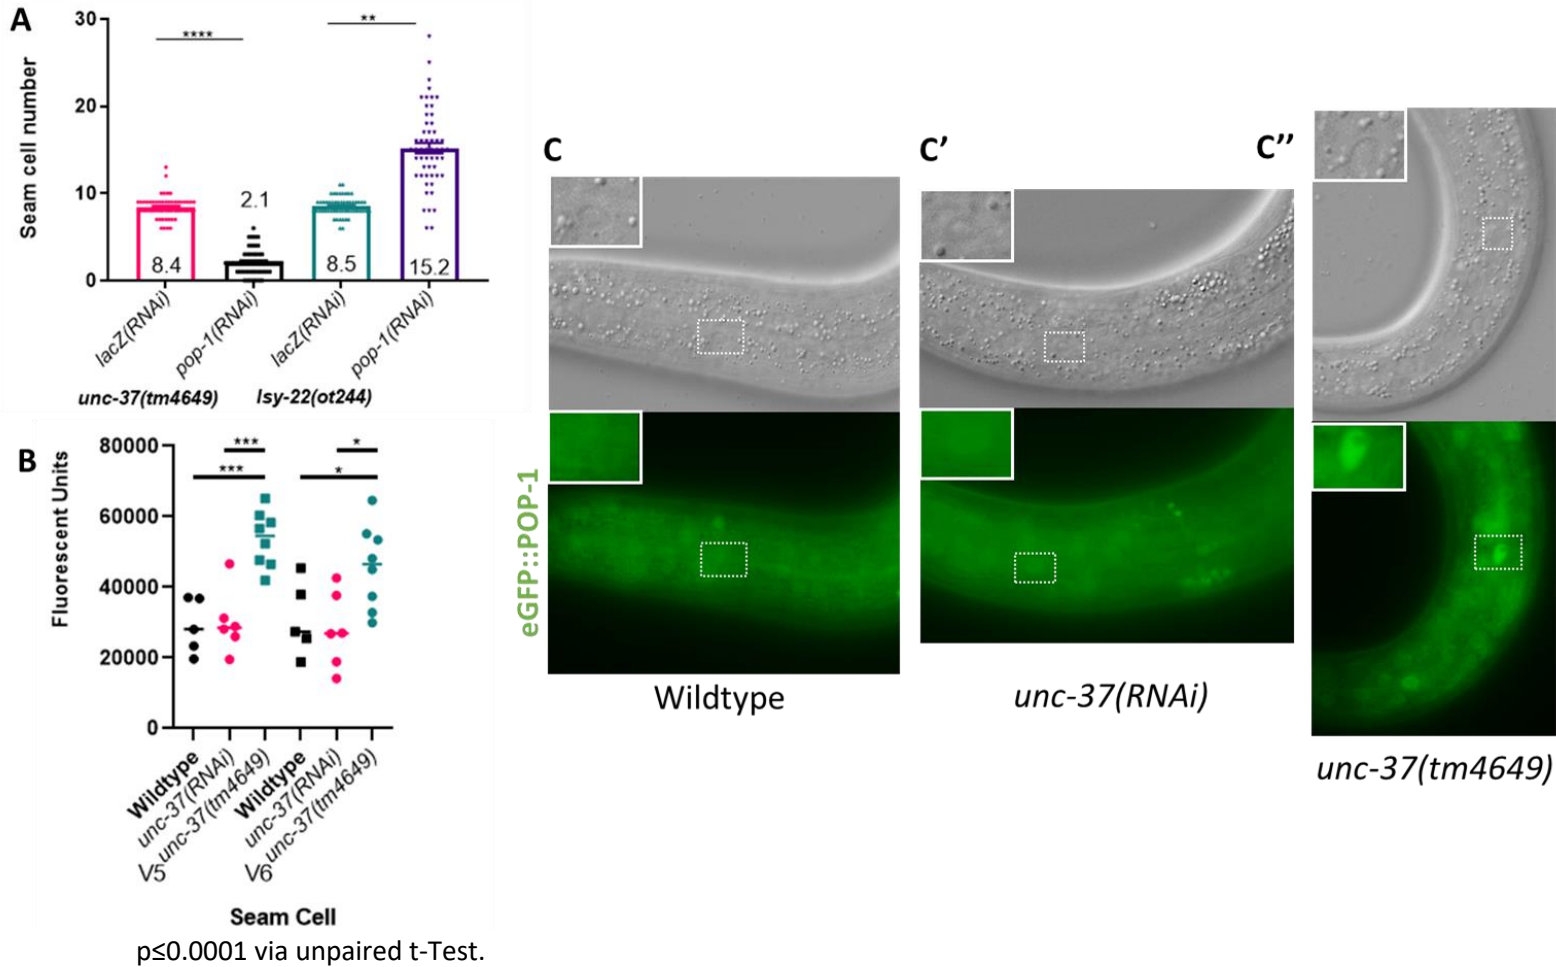 A
Seam cell number
30
20
10
0
****
**
8.4
2.1
8.5
15.2
lacZ(RNAi)
pop-1(RNAi)
lacZ(RNAi)
pop-1(RNAi)
unc-37(tm4649)
lsy-22(ot244)
B
Fluorescent Units
80000
60000
40000
20000
0
***
***
*
*
Wildtype
unc-37(RNAi)
unc-37(tm4649)
Wildtype
unc-37(RNAi)
unc-37(tm4649)
V5
V6
Seam Cell
p≤0.0001 via unpaired t-Test.
C
C’
C’’
eGFP::POP-1
Wildtype
unc-37(RNAi)
unc-37(tm4649)